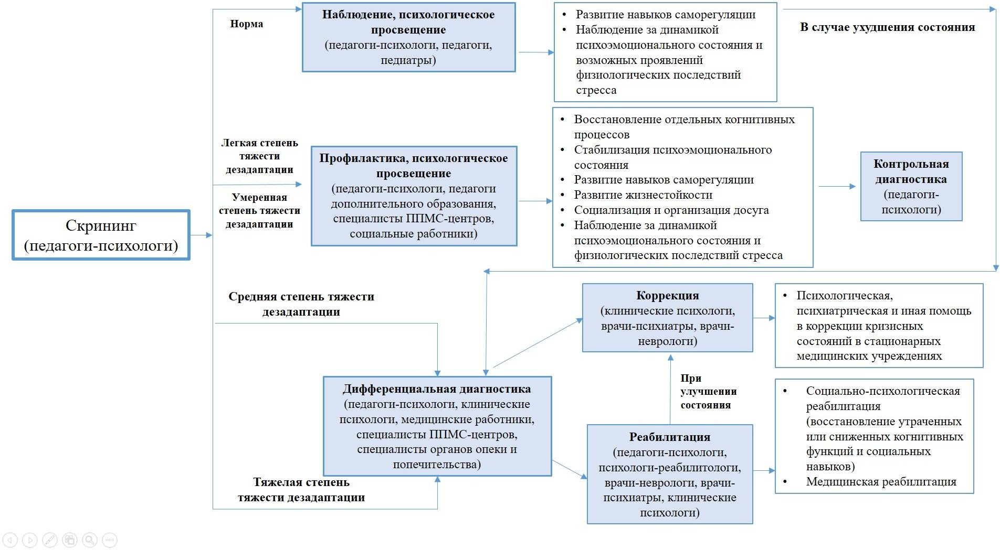 Норма
Наблюдение, психологическое
просвещение
(педагоги-психологи, педагоги,
педиатры)
• Развитие навыков саморегуляции
• Наблюдение за динамикой
психоэмоционального состояния и
возможных проявлений
физиологических последствий
стресса
В случае ухудшения состояния
Легкая степень
тяжести
дезадаптации
Умеренная
степень тяжести
дезадаптации
Профилактика, психологическое
просвещение
(педагоги-психологи, педагоги
дополнительного образования,
специалисты ППМС-центров,
социальные работники)
• Восстановление отдельных когнитивных
процессов
• Стабилизация психоэмоционального
состояния
• Развитие навыков саморегуляции
• Развитие жизнестойкости
• Социализация и организация досуга
• Наблюдение за динамикой
психоэмоционального состояния и
физиологических последствий стресса
Контрольная
диагностика
(педагоги-
психологи)
Скрининг
(педагоги-психологи)
Средняя степень тяжести
дезадаптации
Коррекция
(клинические психологи,
врачи-психиатры, врачи-
неврологи)
• Психологическая,
психиатрическая и иная помощь
в коррекции кризисных
состояний в стационарных
медицинских учреждениях
Дифференциальная диагностика
(педагоги-психологи, клинические
психологи, медицинские работники,
специалисты ППМС-центров,
специалисты органов опеки и
попечительства)
При
улучшении
состояния
Реабилитация
(педагоги-психологи,
психологи-реабилитологи,
врачи-неврологи, врачи-
психиатры, клинические
психологи)
• Социально-психологическая
реабилитация
(восстановление утраченных
или сниженных когнитивных
функций и социальных
навыков)
• Медицинская реабилитация
Тяжелая степень
тяжести дезадаптации